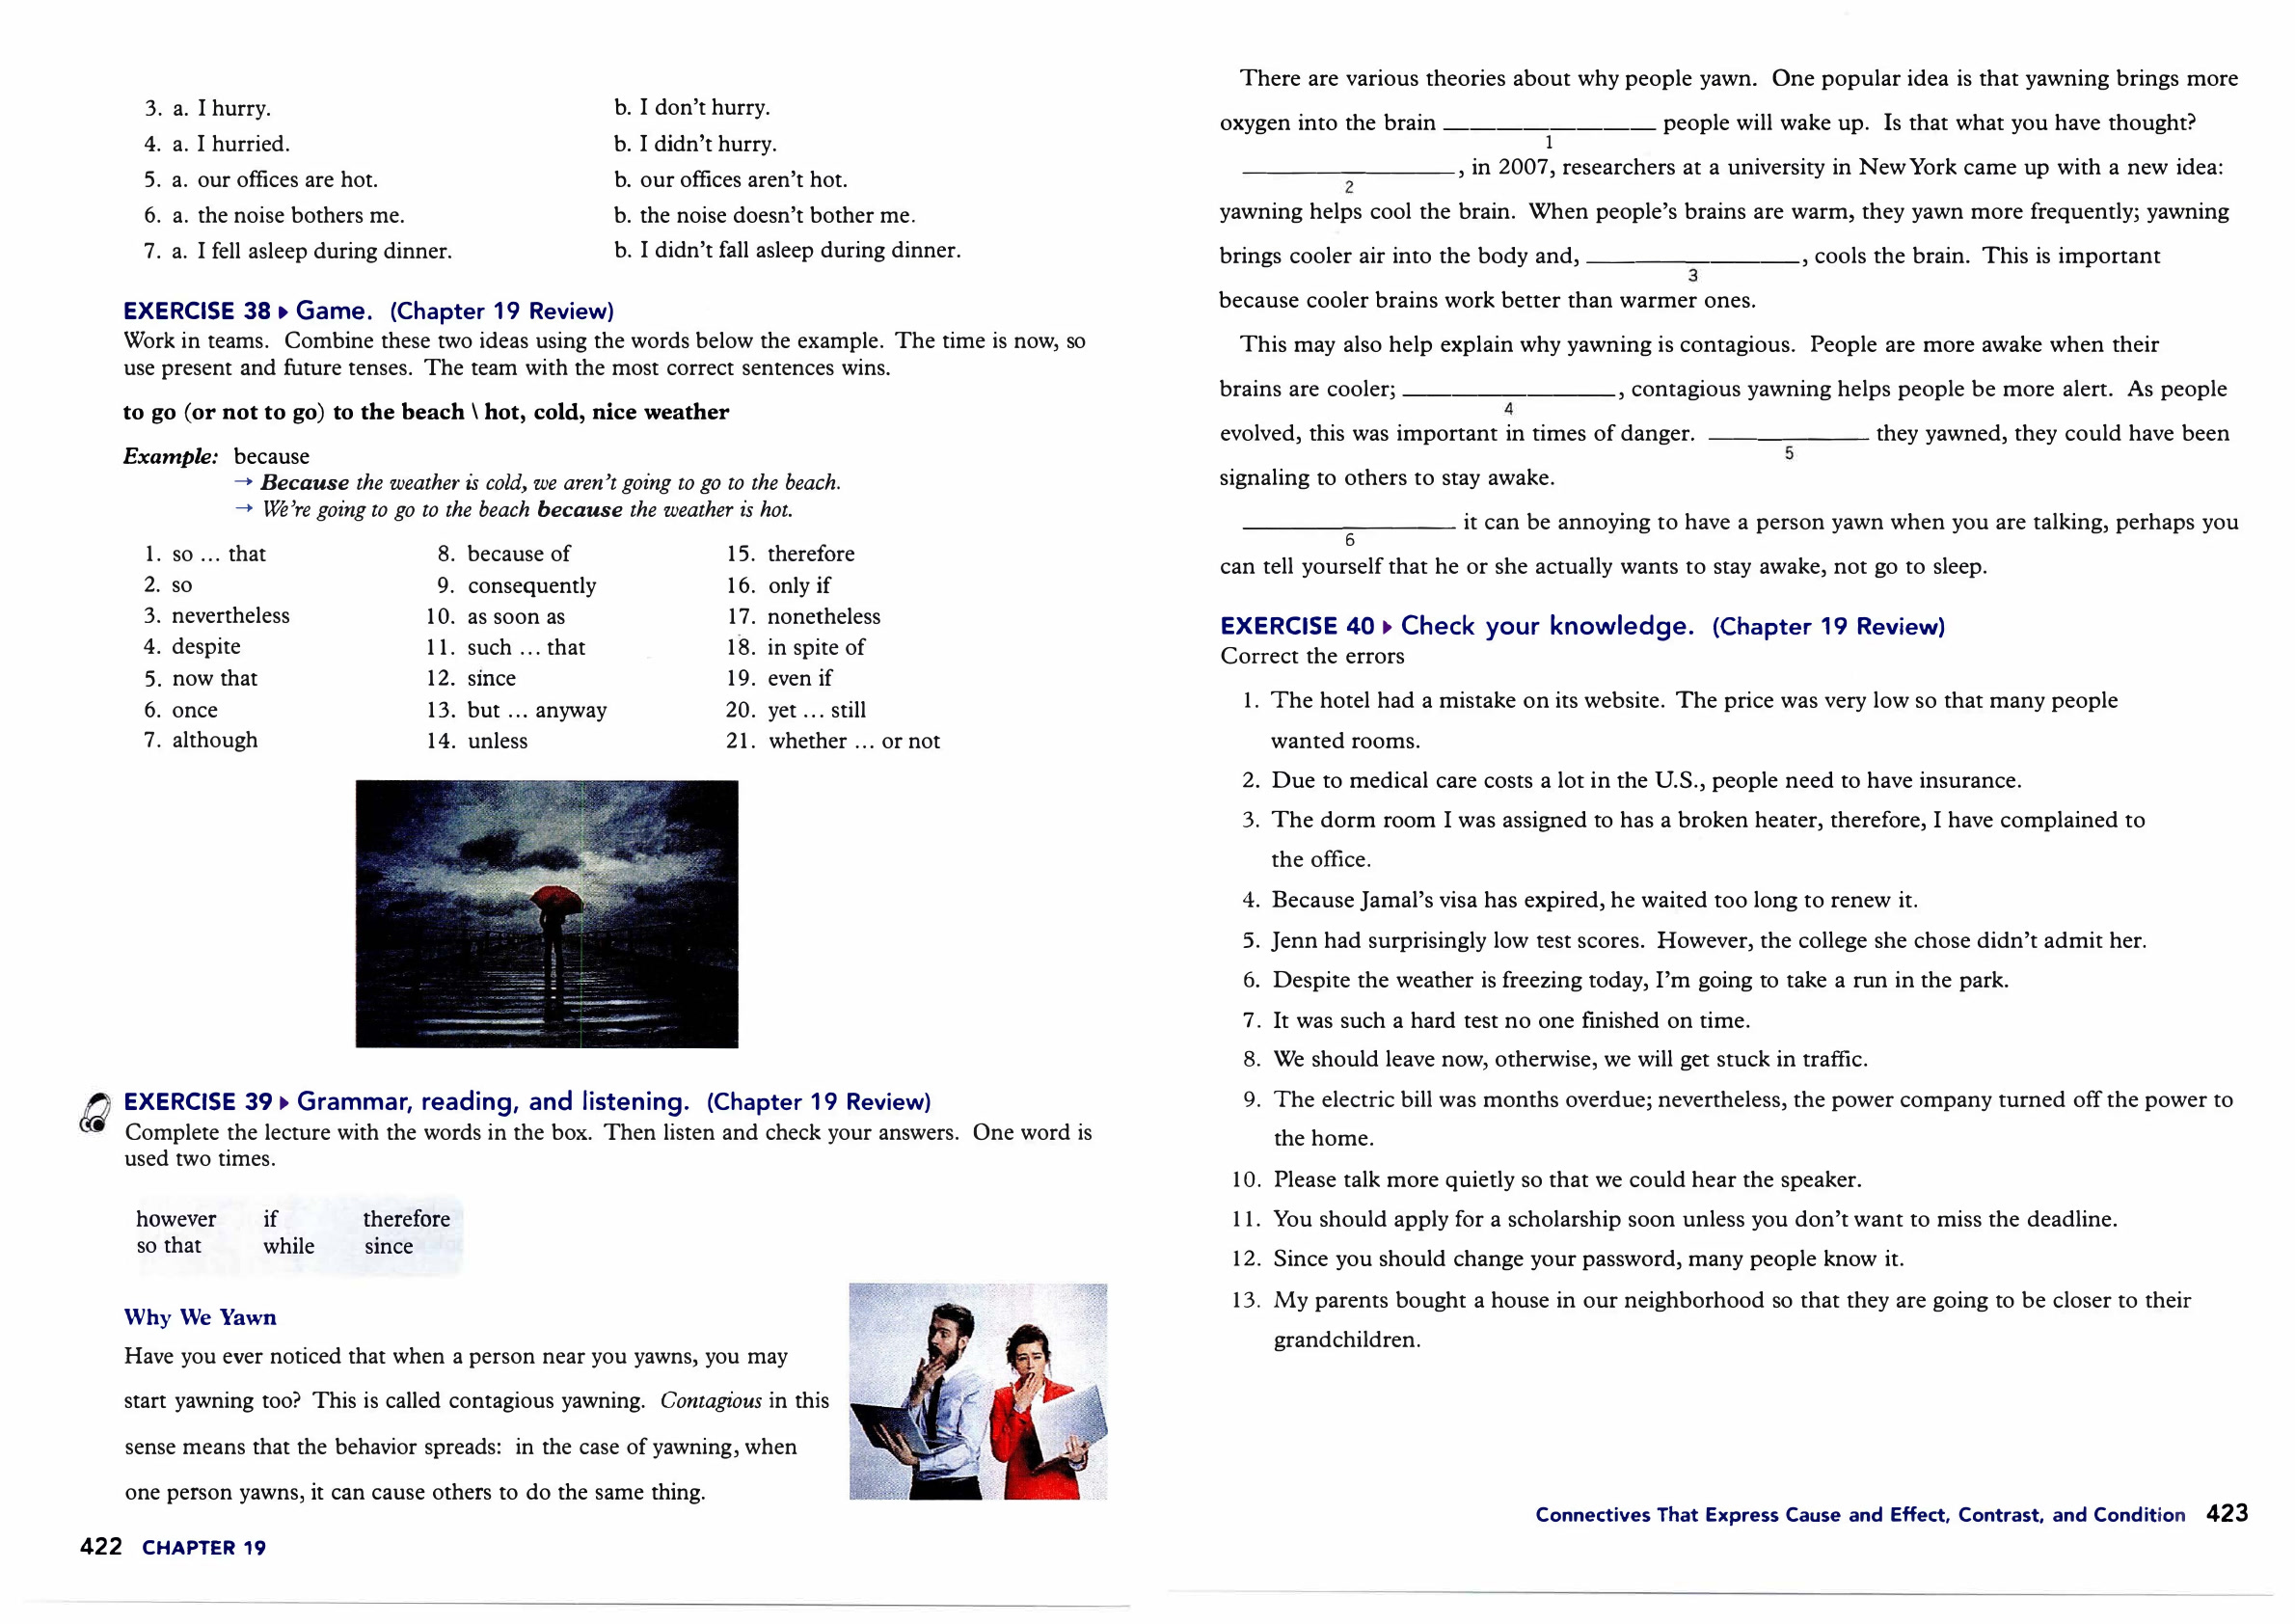 3. a. I hurry. b. I don't hurry.
4. a. I hurried. b. I didn't hurry.
5. a. our offices are hot. b. our offices aren't hot.
6. a. the noise bothers me. b. the noise doesn't bother me.
7. a. I fell asleep during dinner. b. I didn't fall asleep during dinner.
EXERCISE 38 ▸ Game. (Chapter 19 Review)
Work in teams. Combine these two ideas using the words below the example. The time is now, so
use present and future tenses. The team with the most correct sentences wins.
to go (or not to go) to the beach \ hot, cold, nice weather
Example: because
→ Because the weather is cold, we aren't going to go to the beach.
→ We're going to go to the beach because the weather is hot.
1. so ... that
2. so
3. nevertheless
4. despite
5. now that
6. once
7. although
8. because of
9. consequently
10. as soon as
11. such ... that
12. since
13. but ... anyway
14. unless
15. therefore
16. only if
17. nonetheless
18. in spite of
19. even if
20. yet ... still
21. whether ... or not
EXERCISE 39 ▸ Grammar, reading, and listening. (Chapter 19 Review)
Complete the lecture with the words in the box. Then listen and check your answers. One word is
used two times.
however if therefore
so that while since
Why We Yawn
Have you ever noticed that when a person near you yawns, you may
start yawning too? This is called contagious yawning. Contagious in this
sense means that the behavior spreads: in the case of yawning, when
one person yawns, it can cause others to do the same thing.
422 CHAPTER 19
There are various theories about why people yawn. One popular idea is that yawning brings more
oxygen into the brain ________ people will wake up. Is that what you have thought?
1
________, in 2007, researchers at a university in New York came up with a new idea:
2
yawning helps cool the brain. When people's brains are warm, they yawn more frequently; yawning
brings cooler air into the body and, ________, cools the brain. This is important
3
because cooler brains work better than warmer ones.
This may also help explain why yawning is contagious. People are more awake when their
brains are cooler; ________, contagious yawning helps people be more alert. As people
4
evolved, this was important in times of danger. ________ they yawned, they could have been
5
signaling to others to stay awake.
________ it can be annoying to have a person yawn when you are talking, perhaps you
6
can tell yourself that he or she actually wants to stay awake, not go to sleep.
EXERCISE 40 ▸ Check your knowledge. (Chapter 19 Review)
Correct the errors
1. The hotel had a mistake on its website. The price was very low so that many people
wanted rooms.
2. Due to medical care costs a lot in the U.S., people need to have insurance.
3. The dorm room I was assigned to has a broken heater, therefore, I have complained to
the office.
4. Because Jamal's visa has expired, he waited too long to renew it.
5. Jenn had surprisingly low test scores. However, the college she chose didn't admit her.
6. Despite the weather is freezing today, I'm going to take a run in the park.
7. It was such a hard test no one finished on time.
8. We should leave now, otherwise, we will get stuck in traffic.
9. The electric bill was months overdue; nevertheless, the power company turned off the power to
the home.
10. Please talk more quietly so that we could hear the speaker.
11. You should apply for a scholarship soon unless you don't want to miss the deadline.
12. Since you should change your password, many people know it.
13. My parents bought a house in our neighborhood so that they are going to be closer to their
grandchildren.
Connectives That Express Cause and Effect, Contrast, and Condition 423